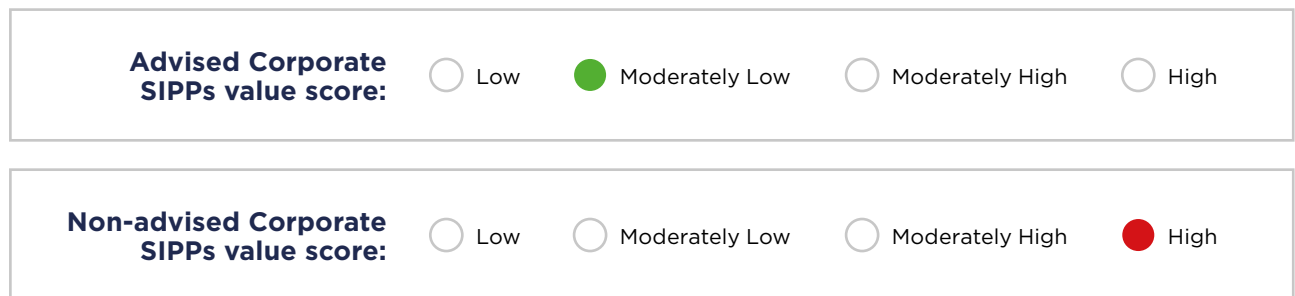 Advised Corporate
SIPPs value score:
Low Moderately Low Moderately High High
Non-advised Corporate
SIPPs value score:
Low Moderately Low Moderately High High